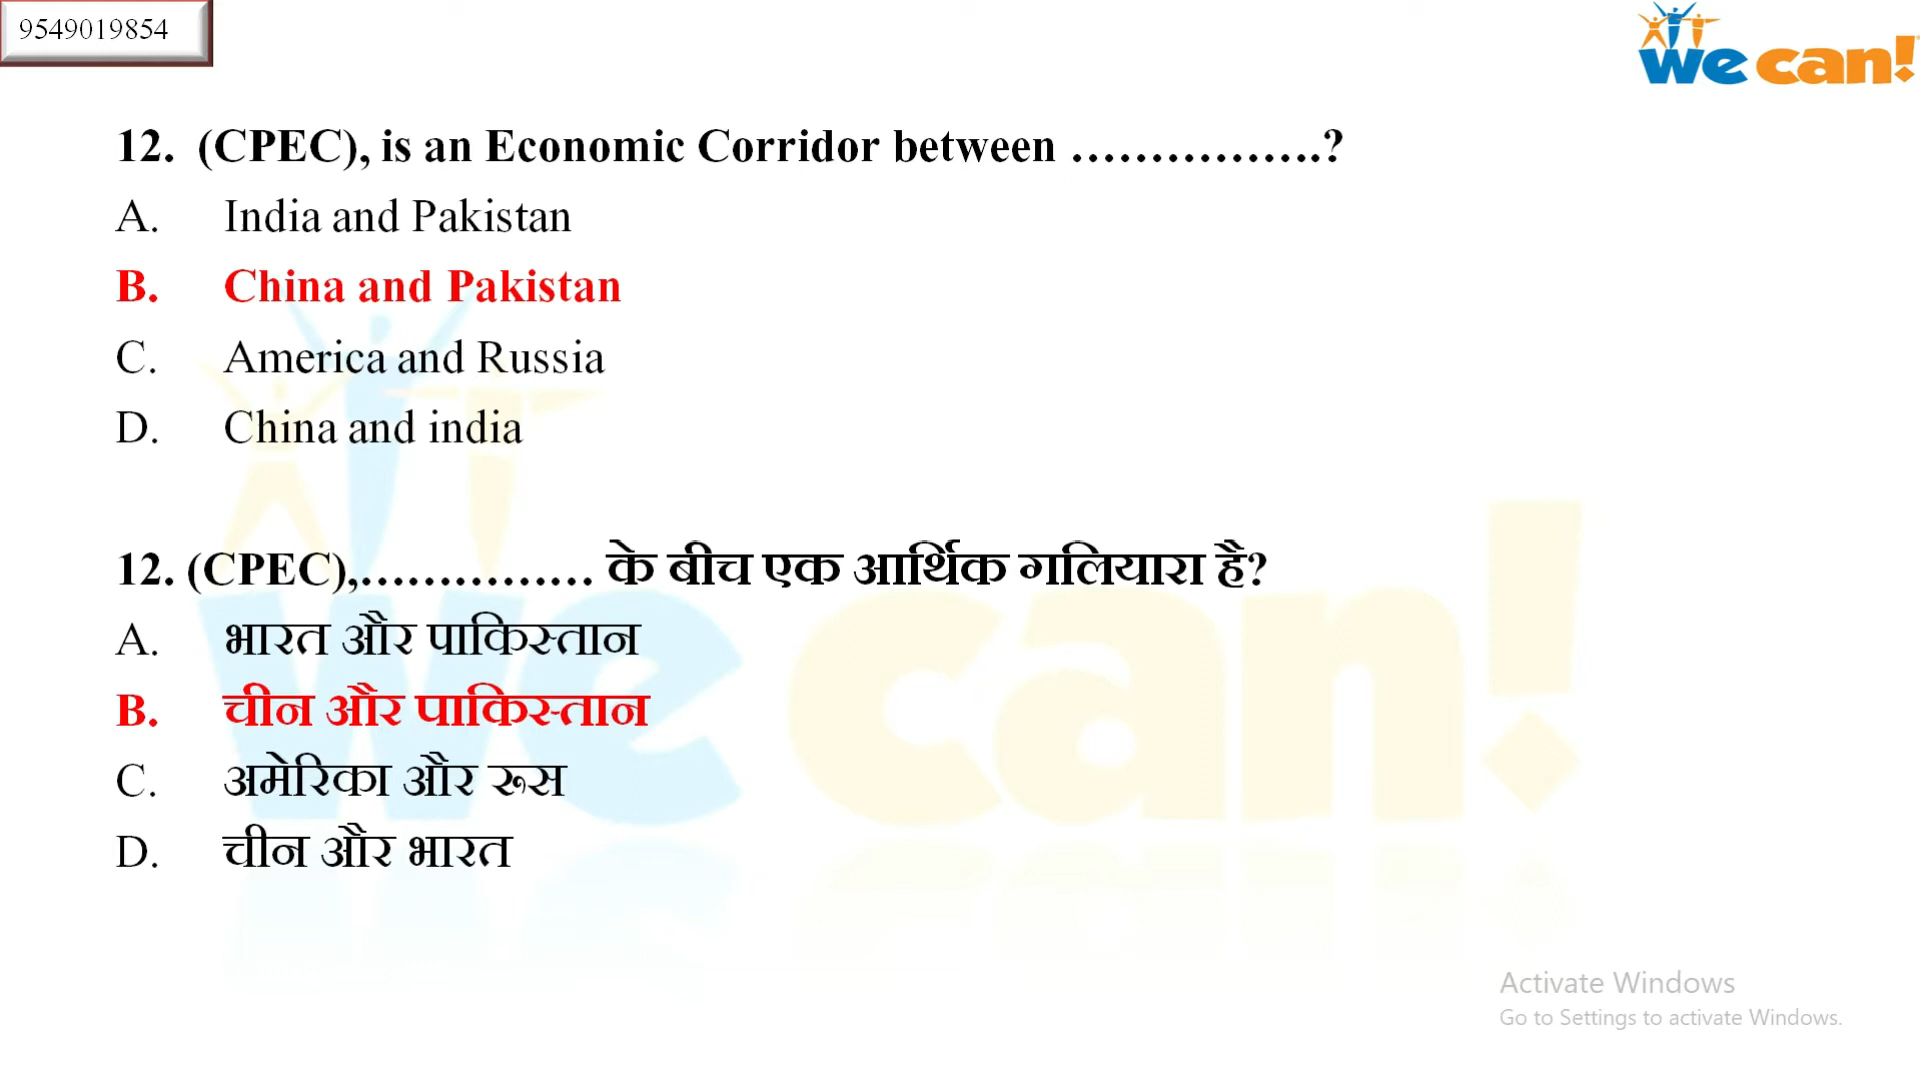 9549019854
we can!
12. (CPEC), is an Economic Corridor between …………….?
A. India and Pakistan
B. China and Pakistan
C. America and Russia
D. China and india
12. (CPEC),…………… के बीच एक आर्थिक गलियारा है?
A. भारत और पाकिस्तान
B. चीन और पाकिस्तान
C. अमेरिका और रूस
D. चीन और भारत
we can!
Activate Windows
Go to Settings to activate Windows.